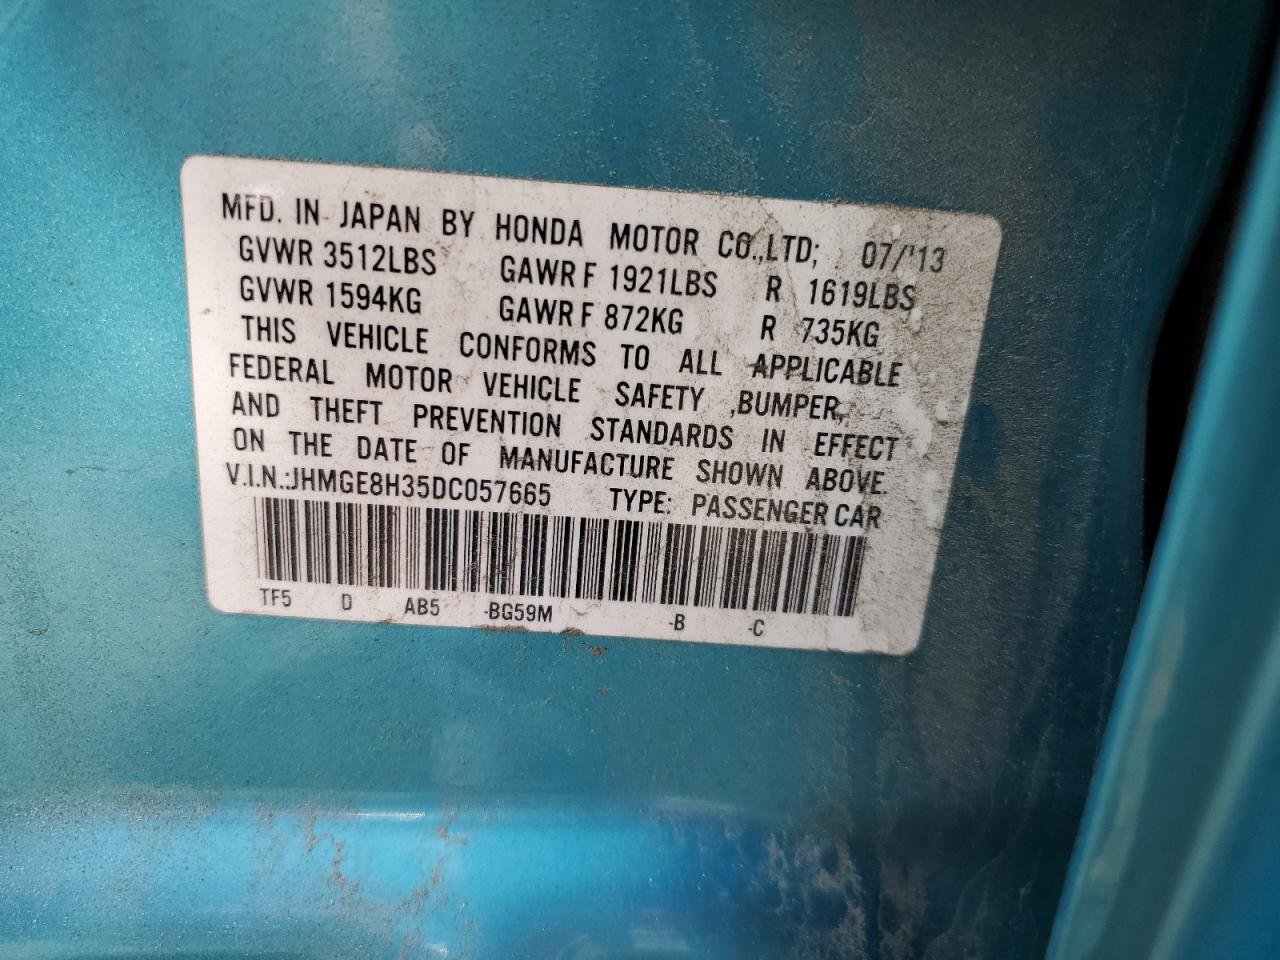 MFD. IN JAPAN BY HONDA MOTOR CO.,LTD; 07/'13
GVWR 3512LBS GAWR F 1921LBS R 1619LBS
GVWR 1594KG GAWR F 872KG R 735KG
THIS VEHICLE CONFORMS TO ALL APPLICABLE
FEDERAL MOTOR VEHICLE SAFETY ,BUMPER,
AND THEFT PREVENTION STANDARDS IN EFFECT
ON THE DATE OF MANUFACTURE SHOWN ABOVE.
V.I.N.:JHMGE8H35DC057665 TYPE: PASSENGER CAR
TF5 D AB5 -BG59M -B -C